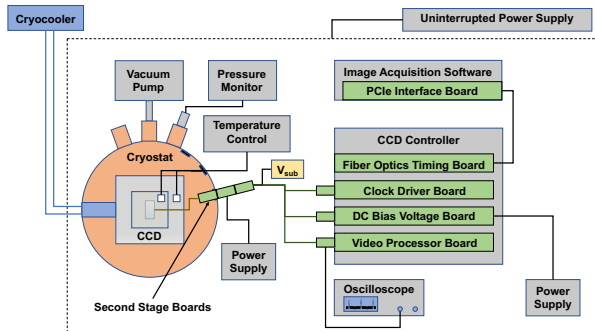 Cryocooler
Uninterrupted Power Supply
Vacuum
Pump
Pressure
Monitor
Image Acquisition Software
PCIe Interface Board
Temperature
Control
CCD Controller
Cryostat
Fiber Optics Timing Board
Vsub
Clock Driver Board
DC Bias Voltage Board
CCD
Video Processor Board
Power
Supply
Oscilloscope
Power
Supply
Second Stage Boards